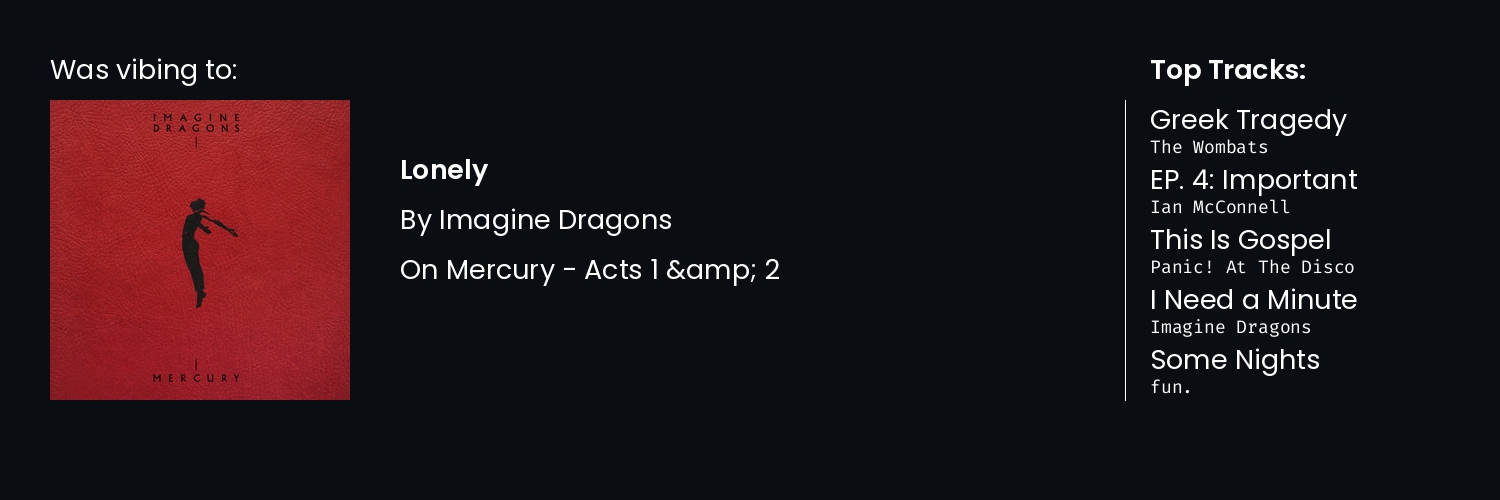 Was vibing to:
IMAGINE
DRAGONS
MERCURY
Lonely
By Imagine Dragons
On Mercury - Acts 1 &amp; 2
Top Tracks:
Greek Tragedy
The Wombats
EP. 4: Important
Ian McConnell
This Is Gospel
Panic! At The Disco
I Need a Minute
Imagine Dragons
Some Nights
fun.